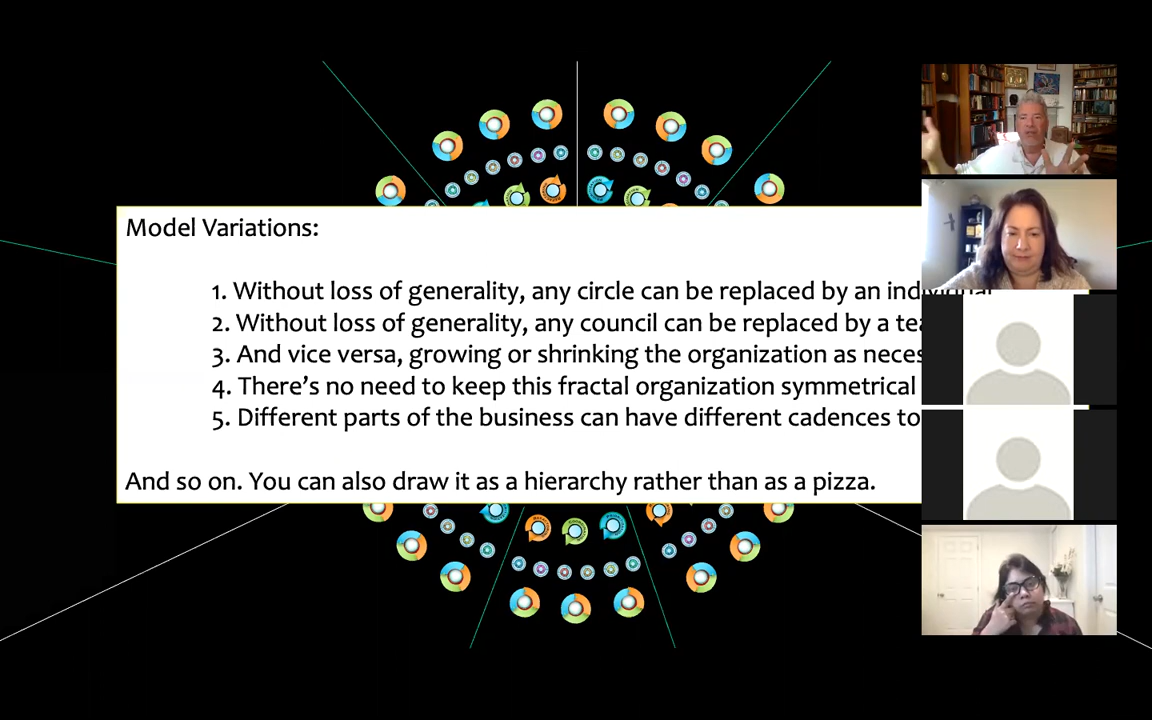 Model Variations:
1. Without loss of generality, any circle can be replaced by an individual
2. Without loss of generality, any council can be replaced by a
3. And vice versa, growing or shrinking the organization as
4. There's no need to keep this fractal organization symmetrical
5. Different parts of the business can have different cadences to
And so on. You can also draw it as a hierarchy rather than as a pizza.